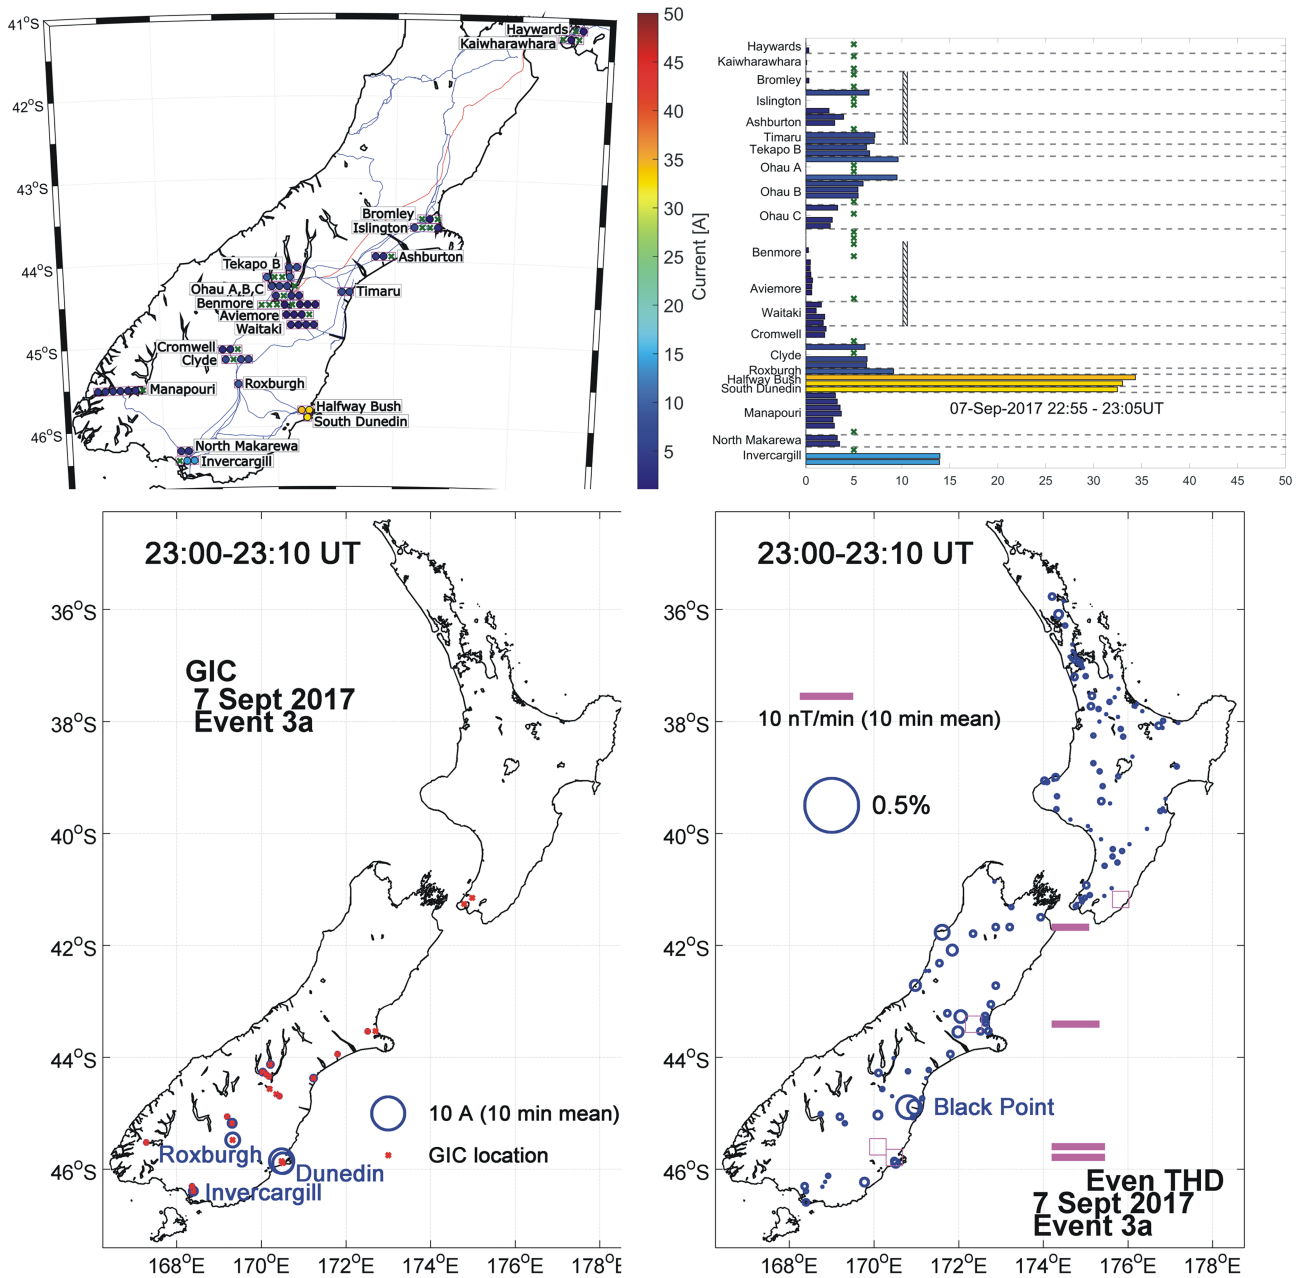 41°S
42°S
43°S
44°S
45°S
46°S
Haywards
Kaiwharawhara
Bromley
Islington
Ashburton
Tekapo B
Ohau A,B,C
Timaru
Benmore
Aviemore
Waitaki
Cromwell
Clyde
Manapouri
Roxburgh
Halfway Bush
South Dunedin
North Makarewa
Invercargill
50
45
40
35
30
25
20
15
10
5
Current [A]
Haywards
Kaiwharawhara
Bromley
Islington
Ashburton
Timaru
Tekapo B
Ohau A
Ohau B
Ohau C
Benmore
Aviemore
Waitaki
Cromwell
Clyde
Roxburgh
Halfway Bush
South Dunedin
Manapouri
North Makarewa
Invercargill
07-Sep-2017 22:55 - 23:05UT
0 5 10 15 20 25 30 35 40 45 50
23:00-23:10 UT
GIC
7 Sept 2017
Event 3a
36°S
38°S
40°S
42°S
44°S
46°S
10 A (10 min mean)
GIC location
Roxburgh
Dunedin
Invercargill
168°E 170°E 172°E 174°E 176°E 178°E
23:00-23:10 UT
10 nT/min (10 min mean)
0.5%
36°S
38°S
40°S
42°S
44°S
46°S
Black Point
Even THD
7 Sept 2017
Event 3a
168°E 170°E 172°E 174°E 176°E 178°E